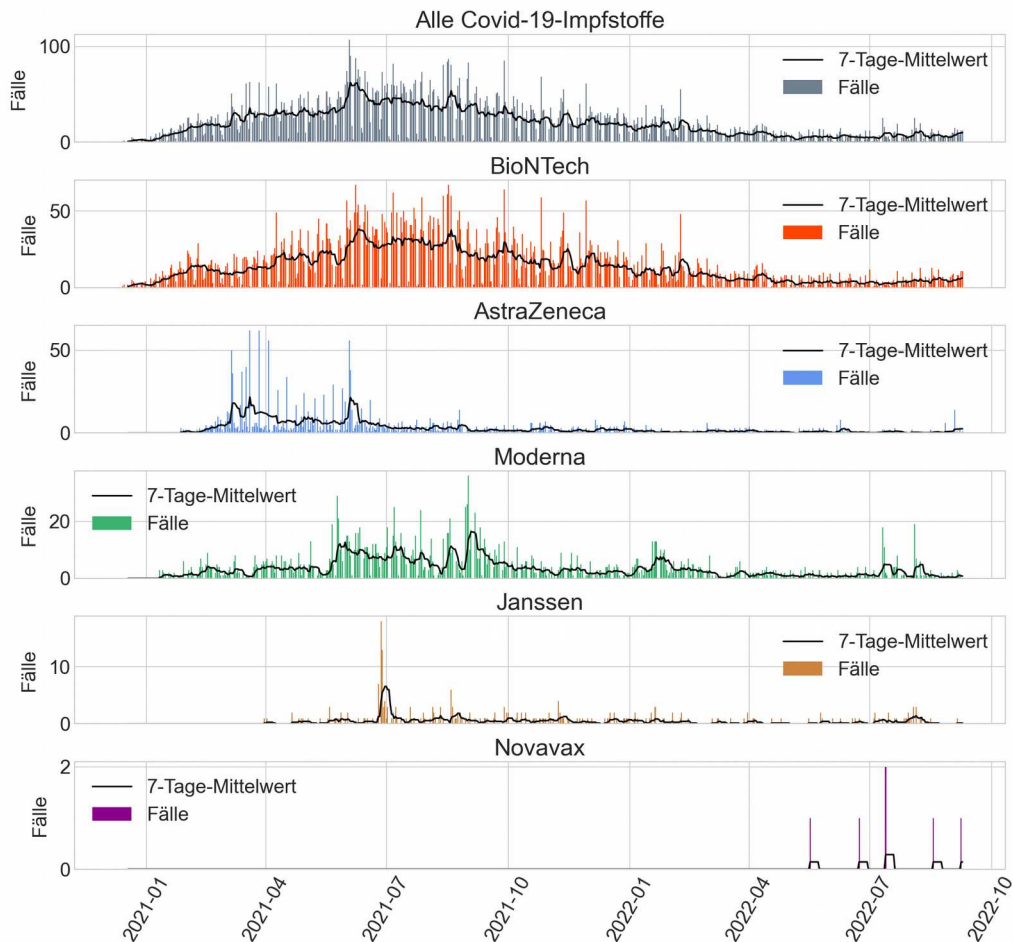 Alle Covid-19-Impfstoffe
100
0
Fälle
7-Tage-Mittelwert
Fälle
BioNTech
50
0
Fälle
7-Tage-Mittelwert
Fälle
AstraZeneca
50
0
Fälle
7-Tage-Mittelwert
Fälle
Moderna
20
0
Fälle
7-Tage-Mittelwert
Fälle
Janssen
10
0
Fälle
7-Tage-Mittelwert
Fälle
Novavax
2
0
Fälle
7-Tage-Mittelwert
Fälle
2021-01
2021-04
2021-07
2021-10
2022-01
2022-04
2022-07
2022-10